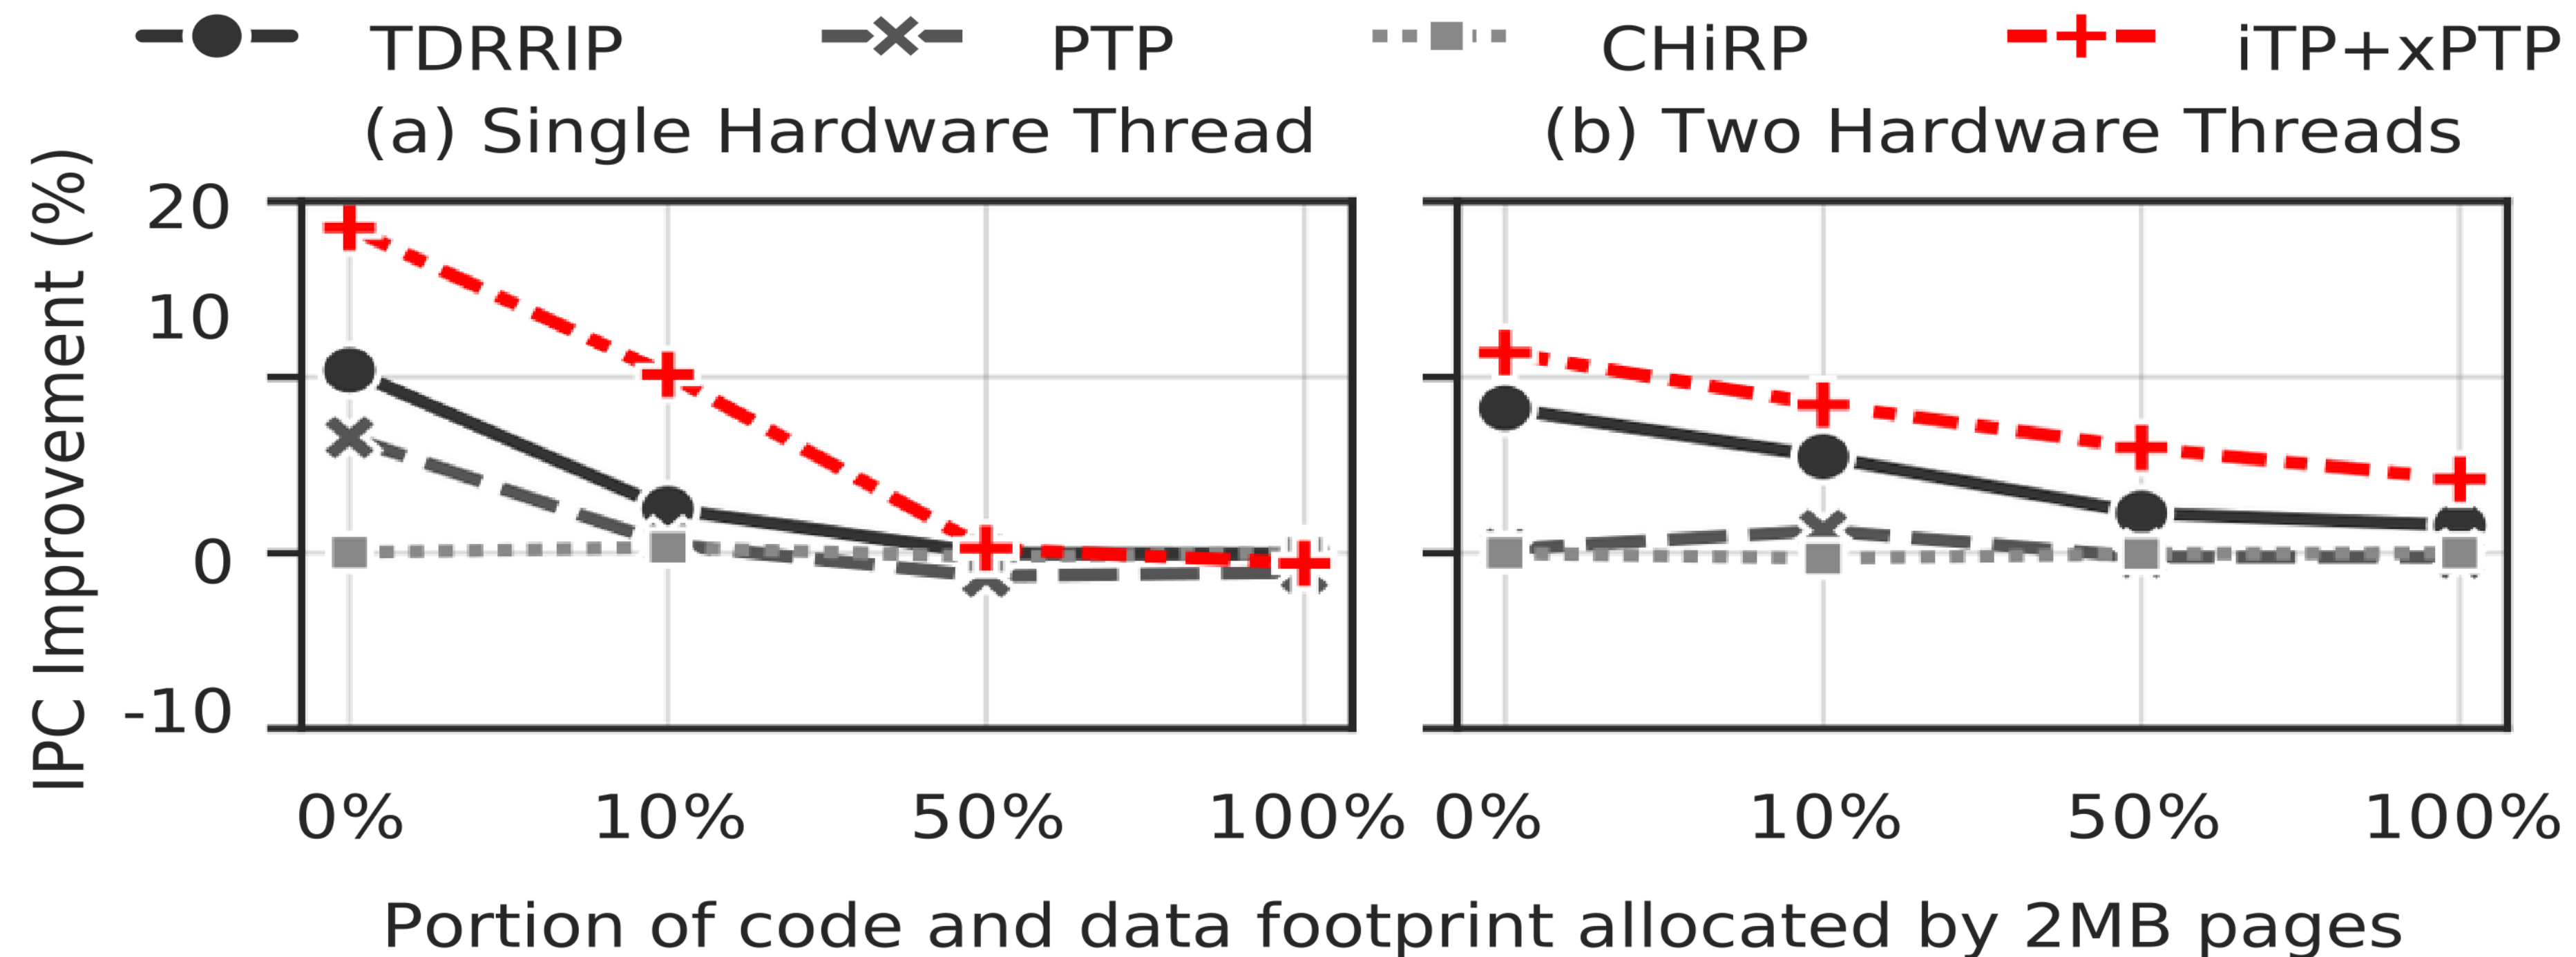 TDRRIP PTP CHiRP iTP+xPTP
(a) Single Hardware Thread (b) Two Hardware Threads
IPC Improvement (%)
20
10
0
-10
0% 10% 50% 100% 0% 10% 50% 100%
Portion of code and data footprint allocated by 2MB pages